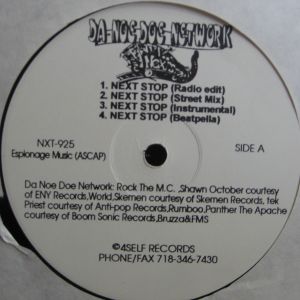 DA-NOE-DOE-NETWORK
NEXT
1. NEXT STOP (Radio edit)
2. NEXT STOP (Street Mix)
3. NEXT STOP (Instrumental)
4. NEXT STOP (Beatpella)
NXT-925
Espionage Music (ASCAP)
SIDE A
Da Noe Doe Network: Rock The M.C. ,Shawn October courtesy
of ENY Records,World,Skemen courtesy of Skemen Records, tek
Priest courtesy of Anti-pop Records,Rumboo,Panther The Apache
courtesy of Boom Sonic Records,Bruzza&FMS
©4SELF RECORDS
PHONE/FAX 718-346-7430